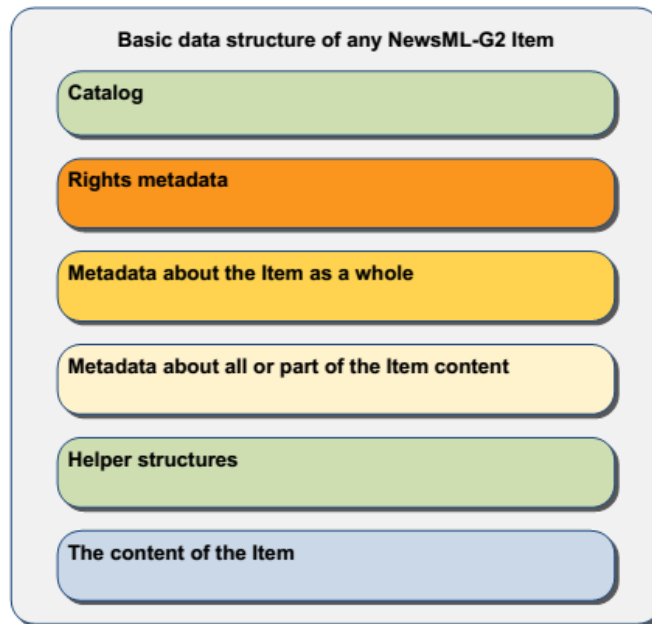 Basic data structure of any NewsML-G2 Item
Catalog
Rights metadata
Metadata about the Item as a whole
Metadata about all or part of the Item content
Helper structures
The content of the Item